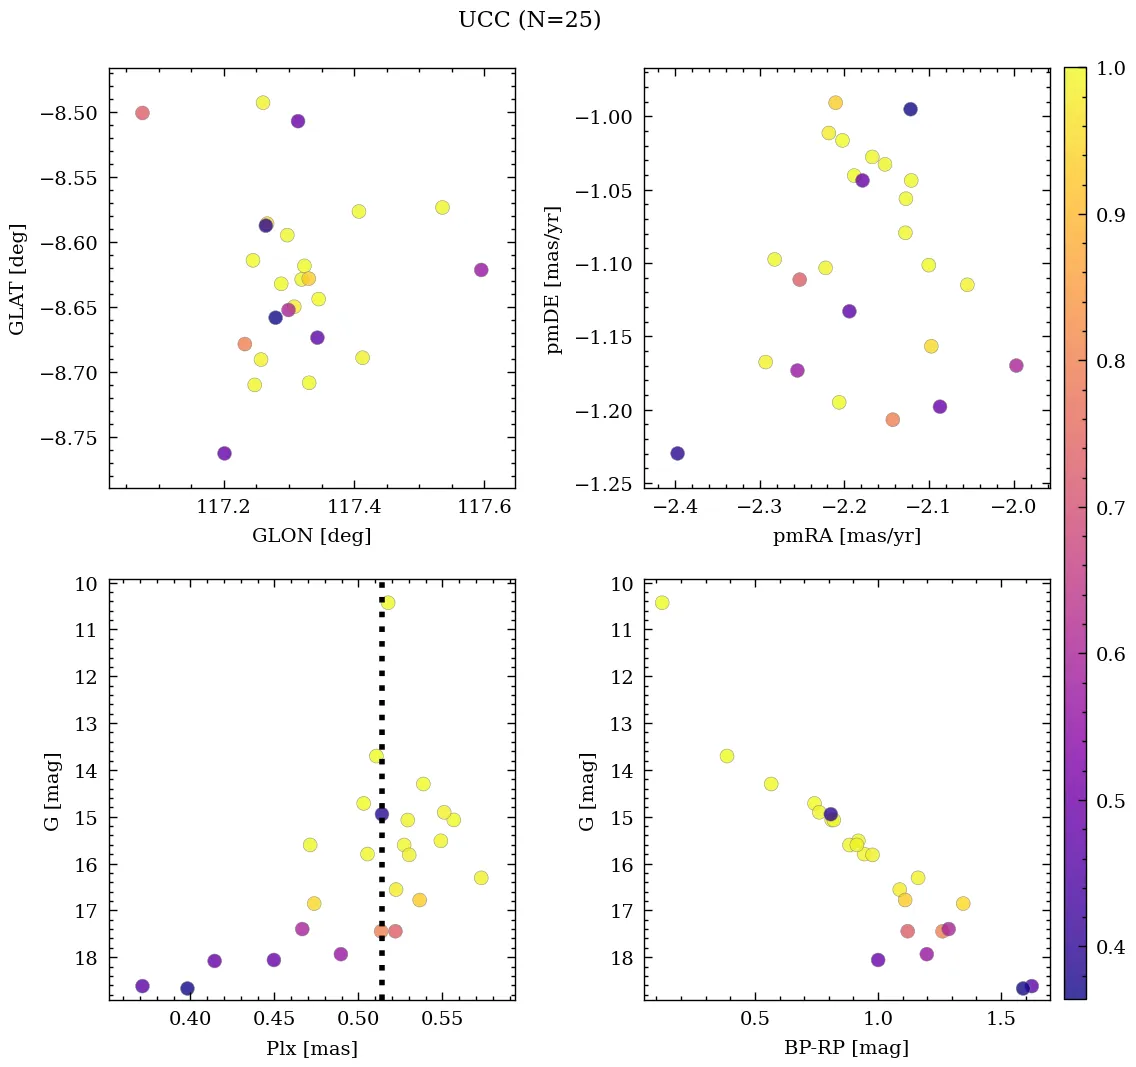 UCC (N=25)
−8.50
−8.55
−8.60
−8.65
−8.70
−8.75
GLAT [deg]
117.2 117.4 117.6
GLON [deg]
−1.00
−1.05
−1.10
−1.15
−1.20
−1.25
pmDE [mas/yr]
−2.4 −2.3 −2.2 −2.1 −2.0
pmRA [mas/yr]
1.0
0.9
0.8
0.7
0.6
0.5
0.4
10
11
12
13
14
15
16
17
18
G [mag]
0.40 0.45 0.50 0.55
Plx [mas]
10
11
12
13
14
15
16
17
18
G [mag]
0.5 1.0 1.5
BP-RP [mag]